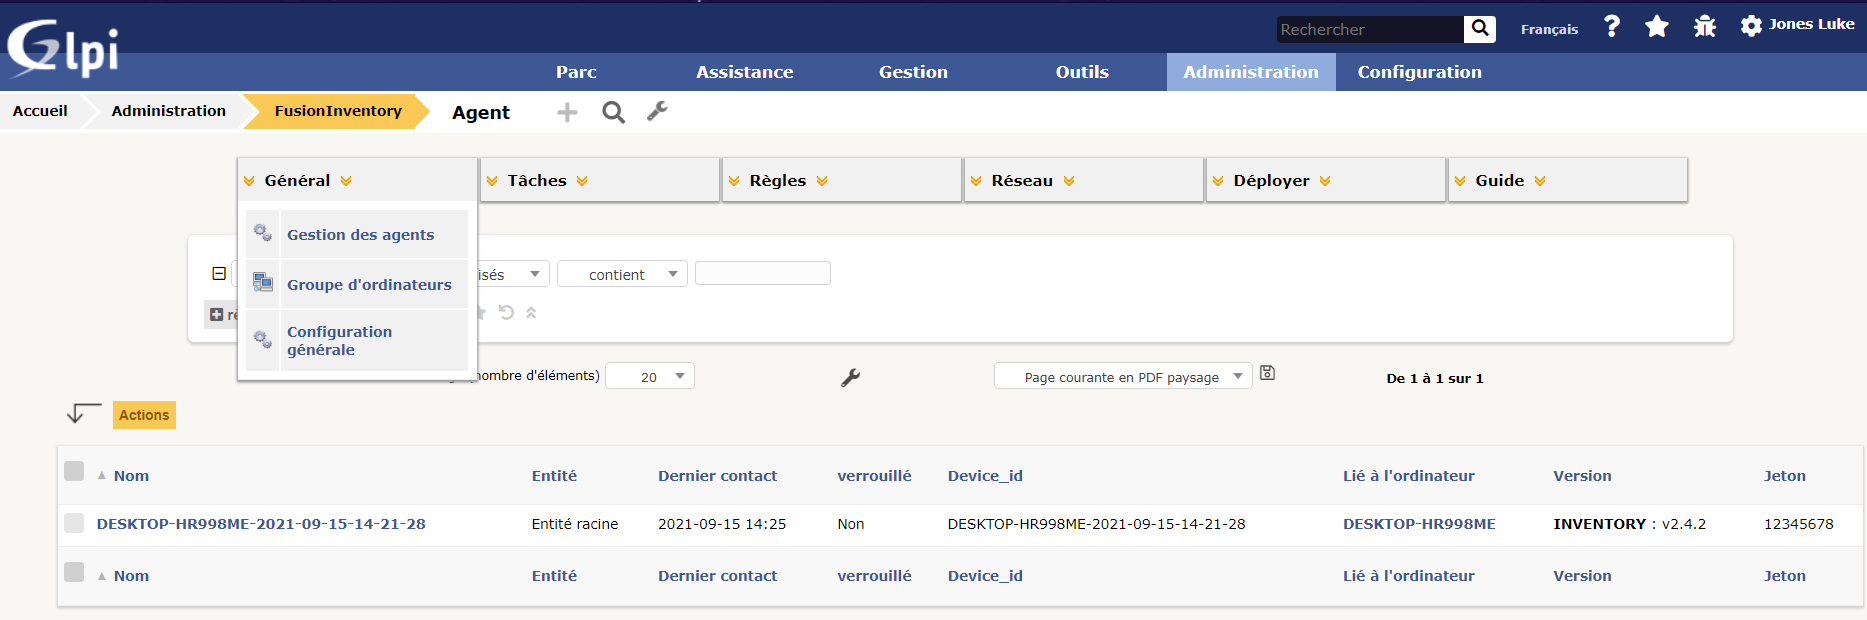 Glpi
Rechercher
Français
Jones Luke
Parc Assistance Gestion Outils Administration Configuration
Accueil Administration FusionInventory Agent
Général Tâches Règles Réseau Déployer Guide
Gestion des agents
isés contient
Groupe d'ordinateurs
Configuration
générale
nombre d'éléments) 20 Page courante en PDF paysage De 1 à 1 sur 1
Actions
Nom Entité Dernier contact verrouillé Device_id Lié à l'ordinateur Version Jeton
DESKTOP-HR998ME-2021-09-15-14-21-28 Entité racine 2021-09-15 14:25 Non DESKTOP-HR998ME-2021-09-15-14-21-28 DESKTOP-HR998ME INVENTORY : v2.4.2 12345678
Nom Entité Dernier contact verrouillé Device_id Lié à l'ordinateur Version Jeton